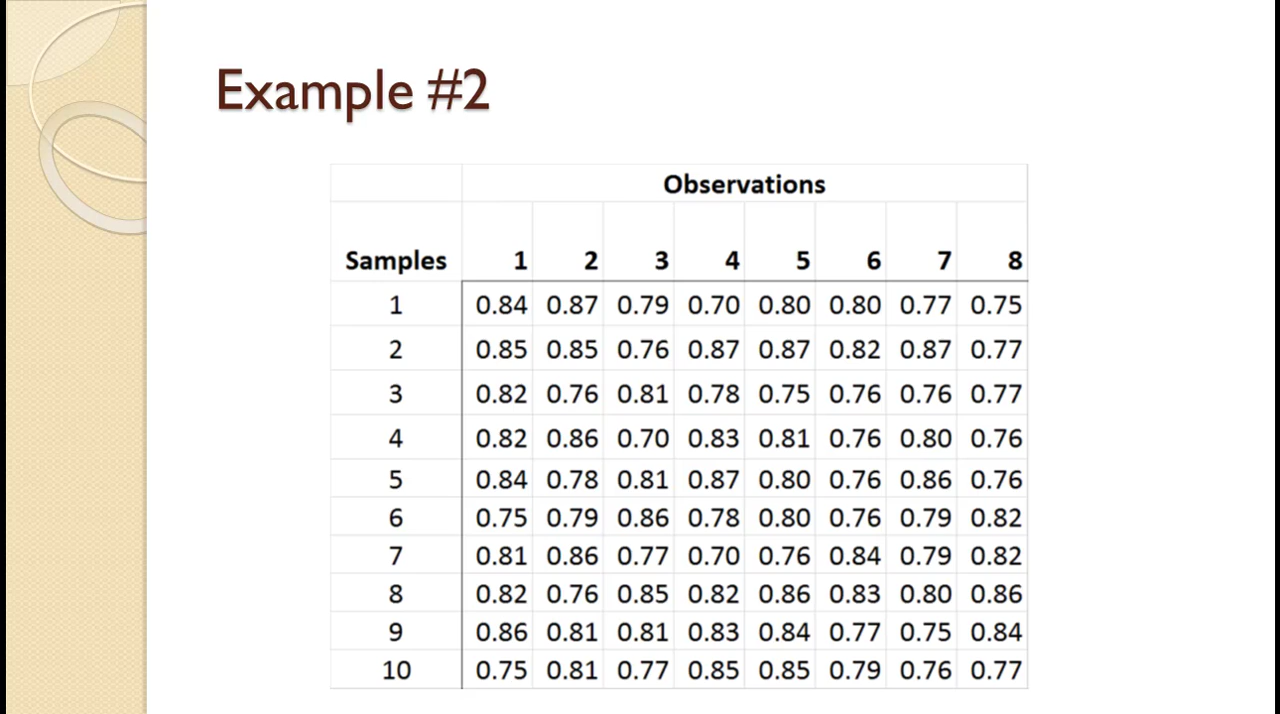 Example #2
Observations
Samples 1 2 3 4 5 6 7 8
1 0.84 0.87 0.79 0.70 0.80 0.80 0.77 0.75
2 0.85 0.85 0.76 0.87 0.87 0.82 0.87 0.77
3 0.82 0.76 0.81 0.78 0.75 0.76 0.76 0.77
4 0.82 0.86 0.70 0.83 0.81 0.76 0.80 0.76
5 0.84 0.78 0.81 0.87 0.80 0.76 0.86 0.76
6 0.75 0.79 0.86 0.78 0.80 0.76 0.79 0.82
7 0.81 0.86 0.77 0.70 0.76 0.84 0.79 0.82
8 0.82 0.76 0.85 0.82 0.86 0.83 0.80 0.86
9 0.86 0.81 0.81 0.83 0.84 0.77 0.75 0.84
10 0.75 0.81 0.77 0.85 0.85 0.79 0.76 0.77